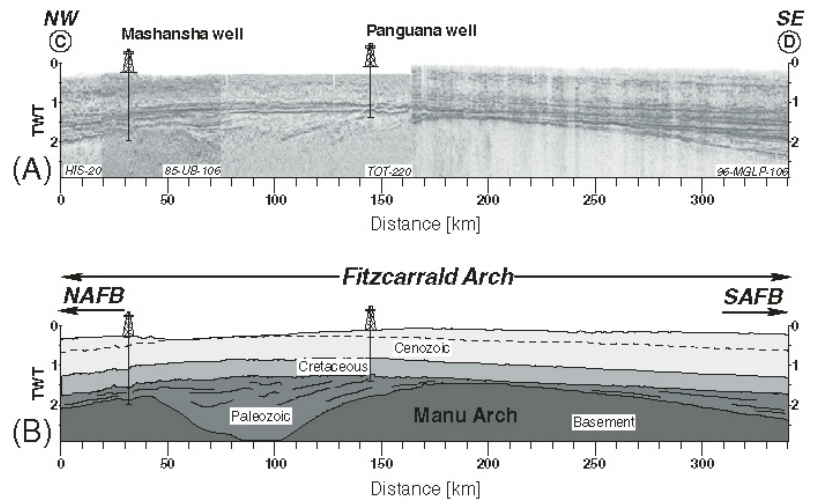 NW
SE
C
D
Mashansha well
Panguana well
0
0
1
1
2
2
TWT
(A)
HIS-20
85-UB-106
TOT-220
96-MGLP-106
0 50 100 150 200 250 300
Distance [km]
Fitzcarrald Arch
NAFB
SAFB
0
0
Cenozoic
1
1
Cretaceous
TWT
2
2
Paleozoic
Manu Arch
Basement
(B)
0 50 100 150 200 250 300
Distance [km]